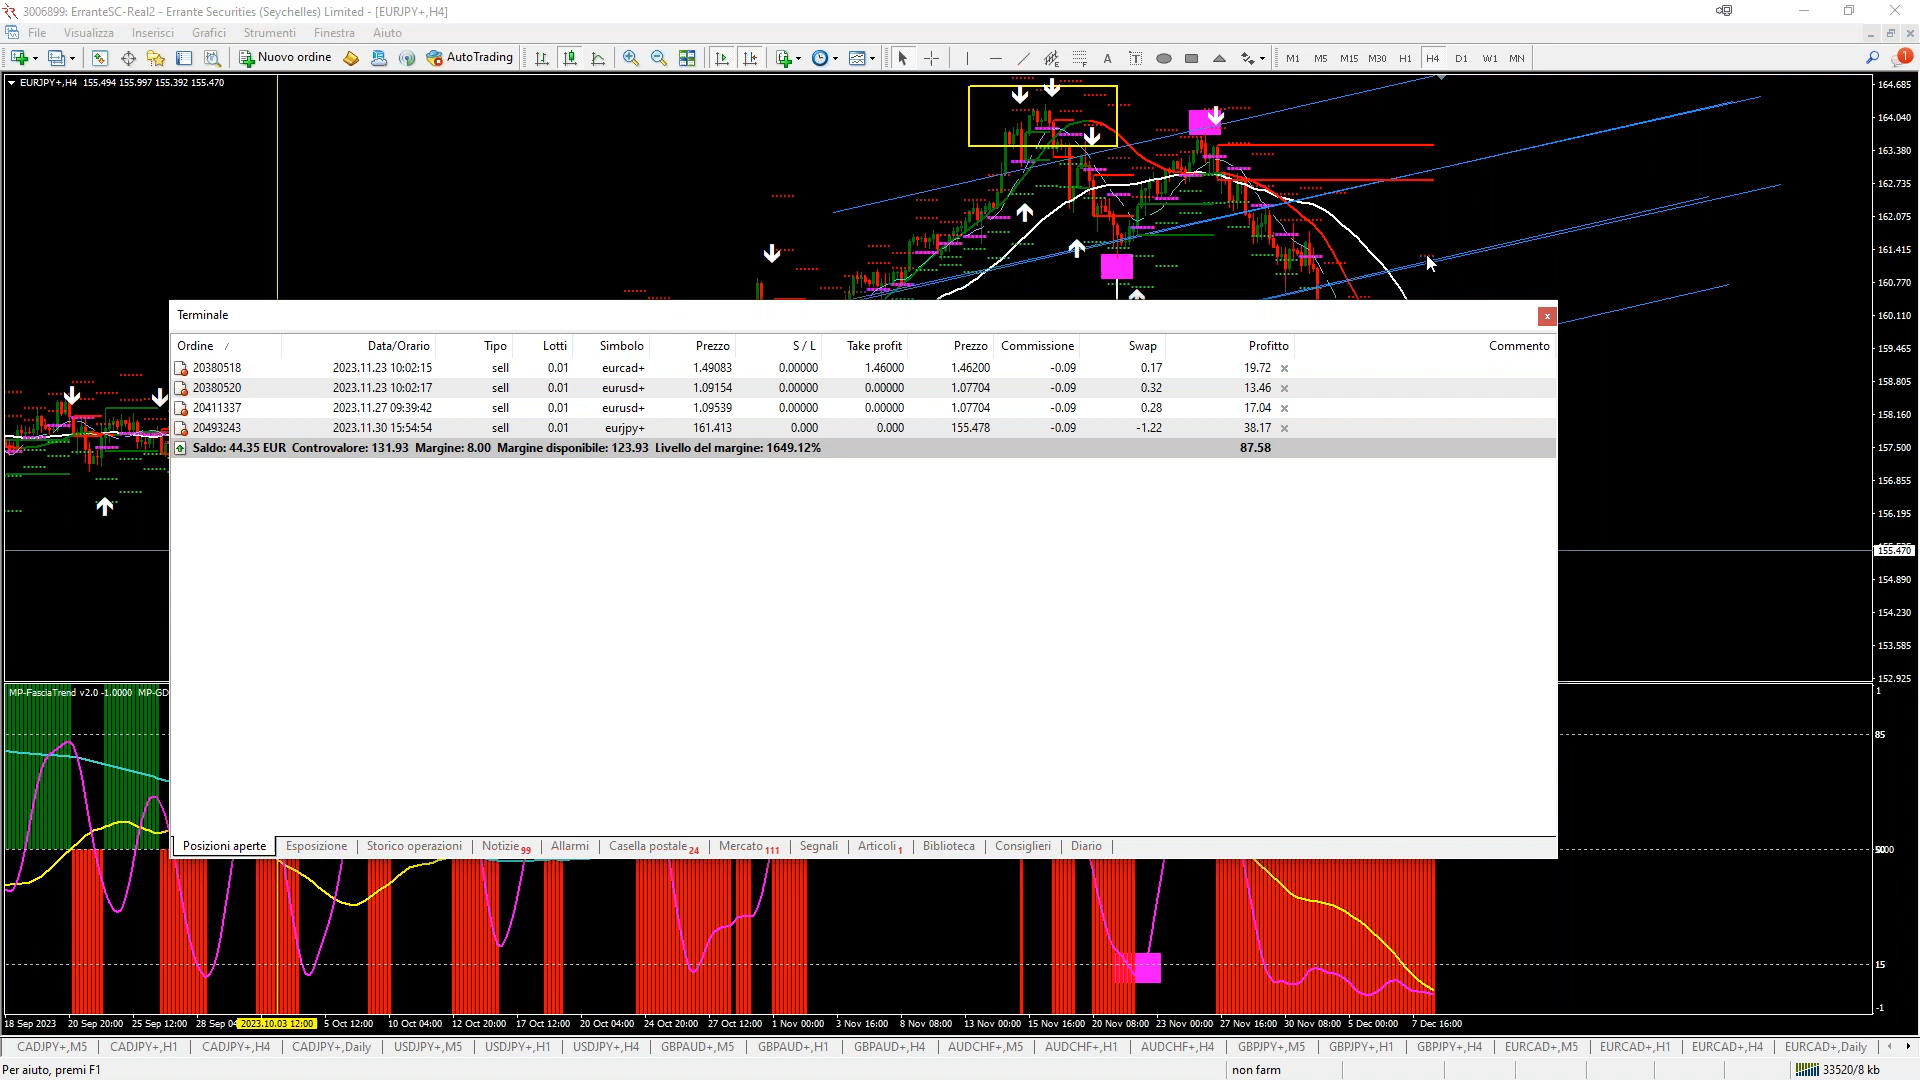 3006899: ErranteSC-Real2 - Errante Securities (Seychelles) Limited - [EURJPY+,H4]
File Visualizza Inserisci Grafici Strumenti Finestra Aiuto
Nuovo ordine AutoTrading M1 M5 M15 M30 H1 H4 D1 W1 MN 1
EURJPY+,H4 155.494 155.997 155.392 155.470
164.685
164.040
163.380
162.735
162.075
161.415
160.770
160.110
159.465
158.805
158.160
157.500
156.855
156.195
155.470
154.890
154.230
153.585
152.925
Terminale
Ordine / Data/Orario Tipo Lotti Simbolo Prezzo S / L Take profit Prezzo Commissione Swap Profitto Commento
20380518 2023.11.23 10:02:15 sell 0.01 eurcad+ 1.49083 0.00000 1.46000 1.46200 -0.09 0.17 19.72
20380520 2023.11.23 10:02:17 sell 0.01 eurusd+ 1.09154 0.00000 0.00000 1.07704 -0.09 0.32 13.46
20411337 2023.11.27 09:39:42 sell 0.01 eurusd+ 1.09539 0.00000 0.00000 1.07704 -0.09 0.28 17.04
20493243 2023.11.30 15:54:54 sell 0.01 eurjpy+ 161.413 0.000 0.000 155.478 -0.09 -1.22 38.17
Saldo: 44.35 EUR Controvalore: 131.93 Margine: 8.00 Margine disponibile: 123.93 Livello del margine: 1649.12% 87.58
MP-FasciaTrend v2.0 -1.0000 MP-GD
1
85
15
-1
Posizioni aperte Esposizione Storico operazioni Notizie 99 Allarmi Casella postale 24 Mercato 111 Segnali Articoli 1 Biblioteca Consiglieri Diario
18 Sep 2023 20 Sep 20:00 25 Sep 12:00 28 Sep 04 2023.10.03 12:00 5 Oct 12:00 10 Oct 04:00 12 Oct 20:00 17 Oct 12:00 20 Oct 04:00 24 Oct 20:00 27 Oct 12:00 1 Nov 00:00 3 Nov 16:00 8 Nov 08:00 13 Nov 00:00 15 Nov 16:00 20 Nov 08:00 23 Nov 00:00 27 Nov 16:00 30 Nov 08:00 5 Dec 00:00 7 Dec 16:00
CADJPY+,M5 CADJPY+,H1 CADJPY+,H4 CADJPY+,Daily USDJPY+,M5 USDJPY+,H1 USDJPY+,H4 GBPAUD+,M5 GBPAUD+,H1 GBPAUD+,H4 AUDCHF+,M5 AUDCHF+,H1 AUDCHF+,H4 GBPJPY+,M5 GBPJPY+,H1 GBPJPY+,H4 EURCAD+,M5 EURCAD+,H1 EURCAD+,H4 EURCAD+,Daily
Per aiuto, premi F1 non farm 33520/8 kb